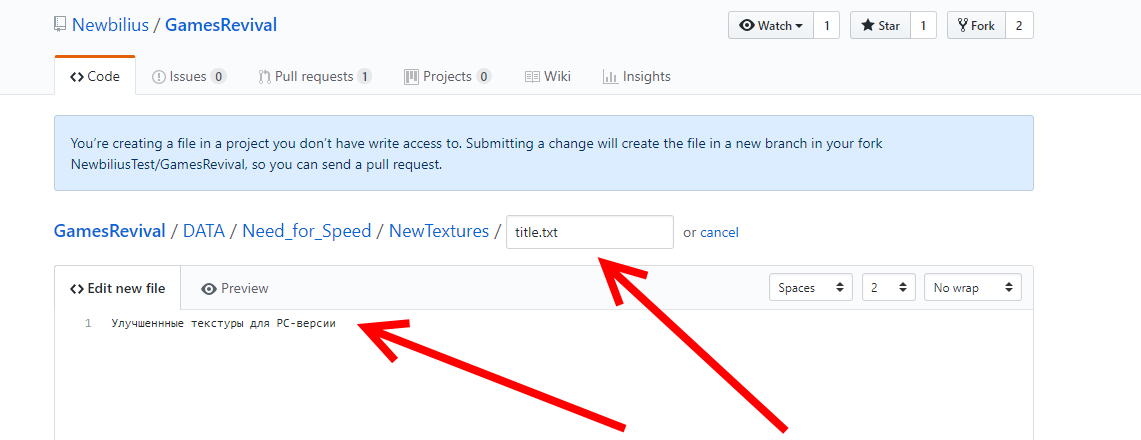 Newbilius / GamesRevival Watch 1 Star 1 Fork 2
Code Issues 0 Pull requests 1 Projects 0 Wiki Insights
You’re creating a file in a project you don’t have write access to. Submitting a change will create the file in a new branch in your fork
NewbiliusTest/GamesRevival, so you can send a pull request.
GamesRevival / DATA / Need_for_Speed / NewTextures / title.txt or cancel
Edit new file Preview Spaces 2 No wrap
1 Улучшеннные текстуры для PC-версии